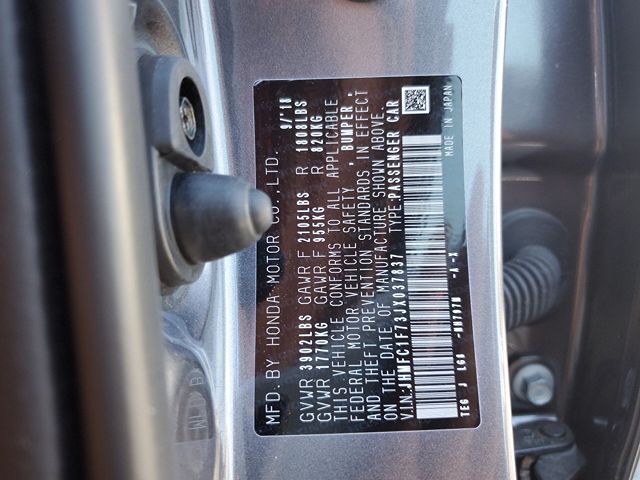 MFD. BY HONDA MOTOR CO., LTD. 9/'18
GVWR 3902LBS GAWR F 2105LBS R 1808LBS
GVWR 1770KG GAWR F 955KG R 820KG
THIS VEHICLE CONFORMS TO ALL APPLICABLE
FEDERAL MOTOR VEHICLE SAFETY, BUMPER,
AND THEFT PREVENTION STANDARDS IN EFFECT
ON THE DATE OF MANUFACTURE SHOWN ABOVE.
V.I.N.: JHMFC1F73JX037837 TYPE:PASSENGER CAR
TEG J LGS -A -X MADE IN JAPAN